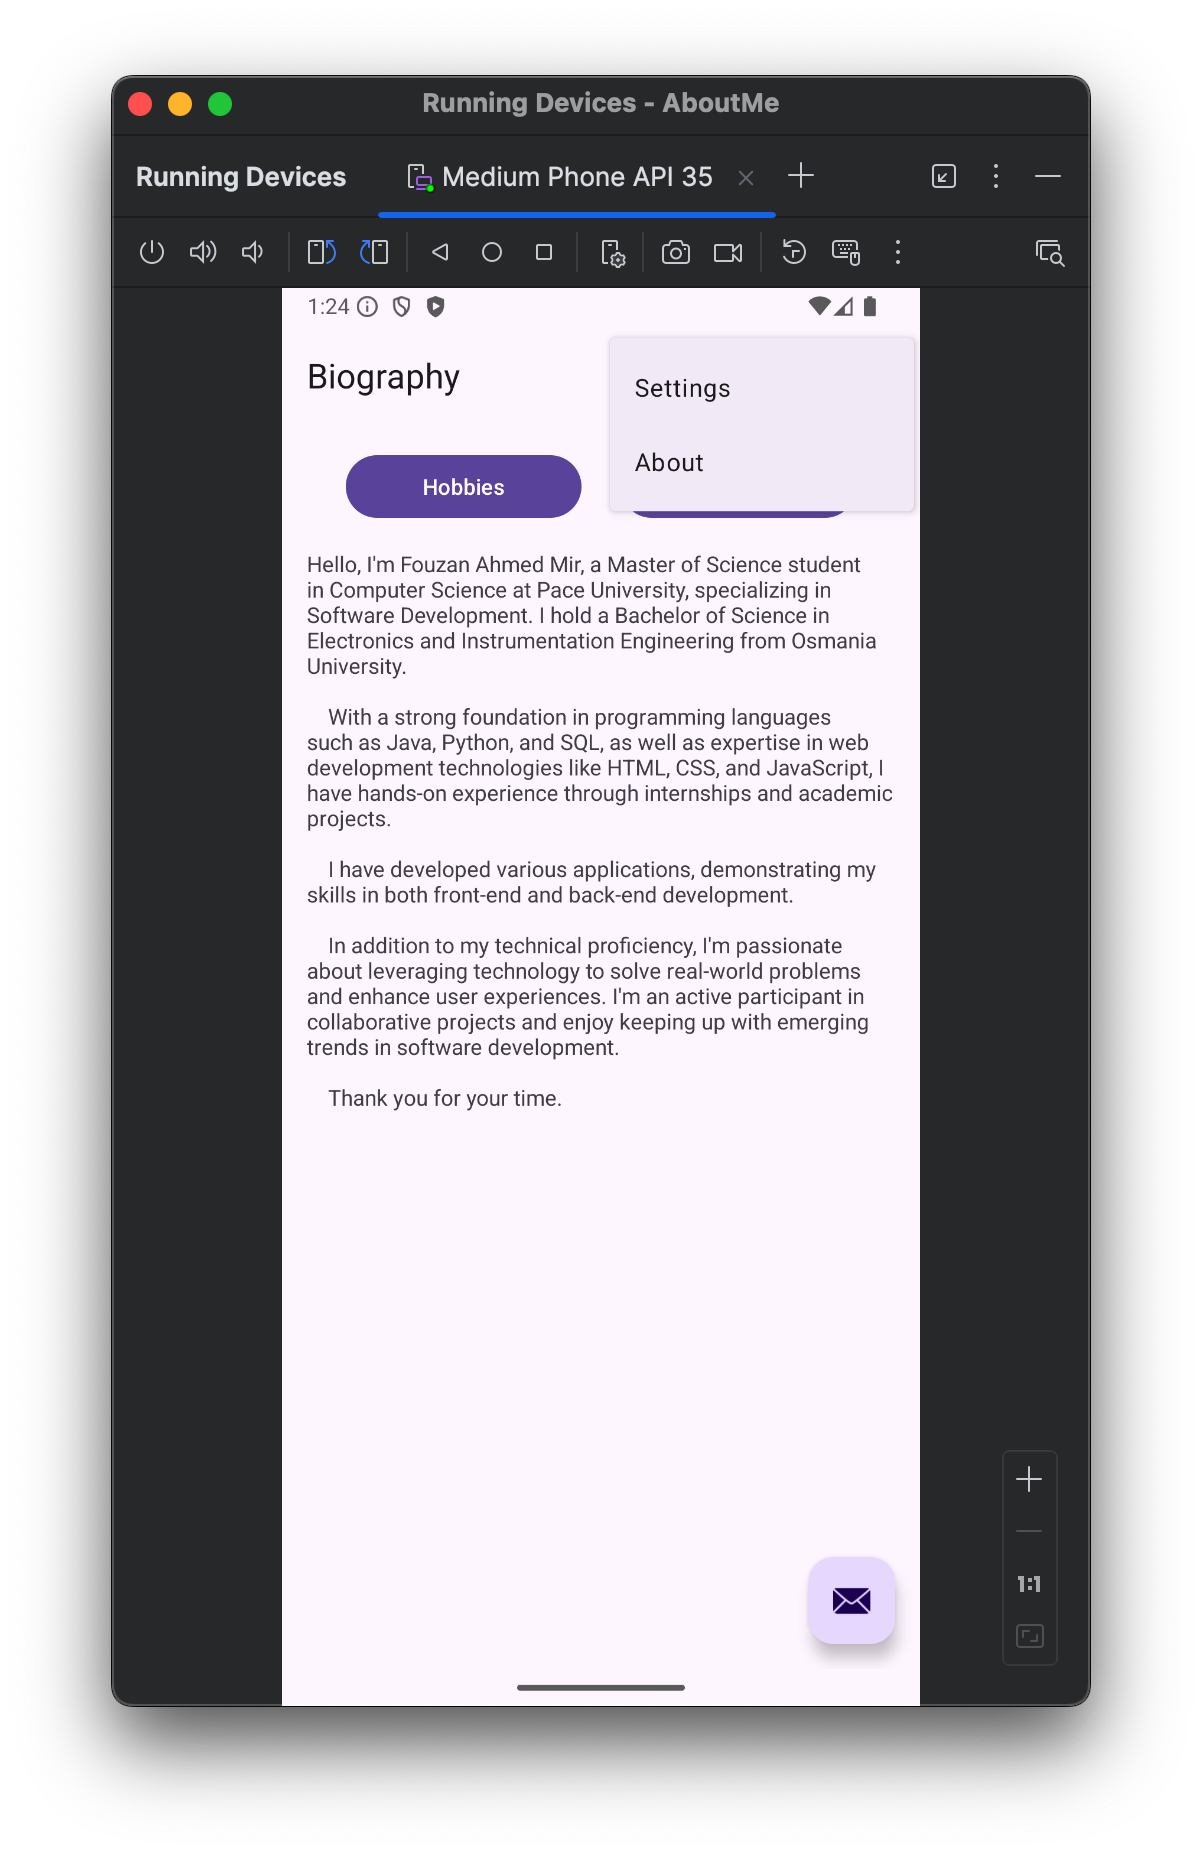 Running Devices - AboutMe
Running Devices
Medium Phone API 35
1:24
Biography
Settings
About
Hobbies
Hello, I'm Fouzan Ahmed Mir, a Master of Science student
in Computer Science at Pace University, specializing in
Software Development. I hold a Bachelor of Science in
Electronics and Instrumentation Engineering from Osmania
University.
With a strong foundation in programming languages
such as Java, Python, and SQL, as well as expertise in web
development technologies like HTML, CSS, and JavaScript, I
have hands-on experience through internships and academic
projects.
I have developed various applications, demonstrating my
skills in both front-end and back-end development.
In addition to my technical proficiency, I'm passionate
about leveraging technology to solve real-world problems
and enhance user experiences. I'm an active participant in
collaborative projects and enjoy keeping up with emerging
trends in software development.
Thank you for your time.
1:1